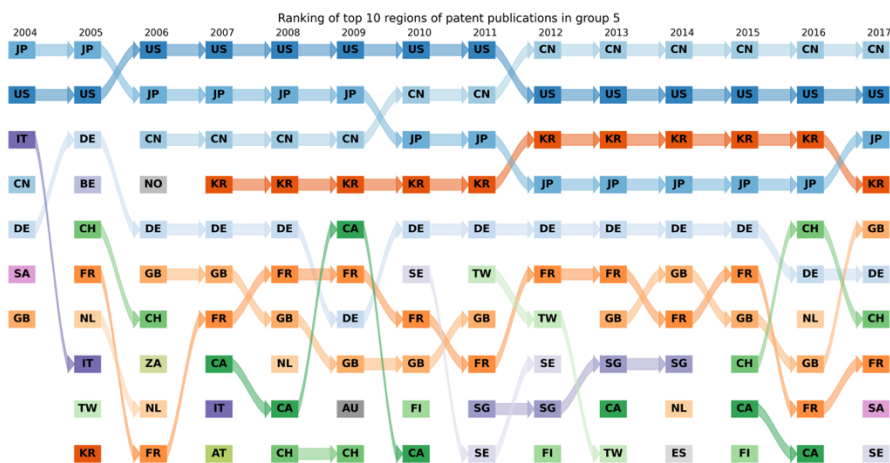 Ranking of top 10 regions of patent publications in group 5
2004 2005 2006 2007 2008 2009 2010 2011 2012 2013 2014 2015 2016 2017
JP JP US US US US US US CN CN CN CN CN CN
US US JP JP JP JP CN CN US US US US US US
IT DE CN CN CN CN JP JP KR KR KR KR KR JP
CN BE NO KR KR KR KR KR JP JP JP JP JP KR
DE CH DE DE DE CA DE DE DE DE DE DE CH GB
SA FR GB GB FR FR SE TW FR FR GB FR DE DE
GB NL CH FR GB DE FR GB TW GB FR GB NL CH
IT ZA CA NL GB GB FR SE SG SG CH GB FR
TW NL IT CA AU FI SG SG CA NL CA FR SA
KR FR AT CH CH CA SE FI TW ES FI CA SE